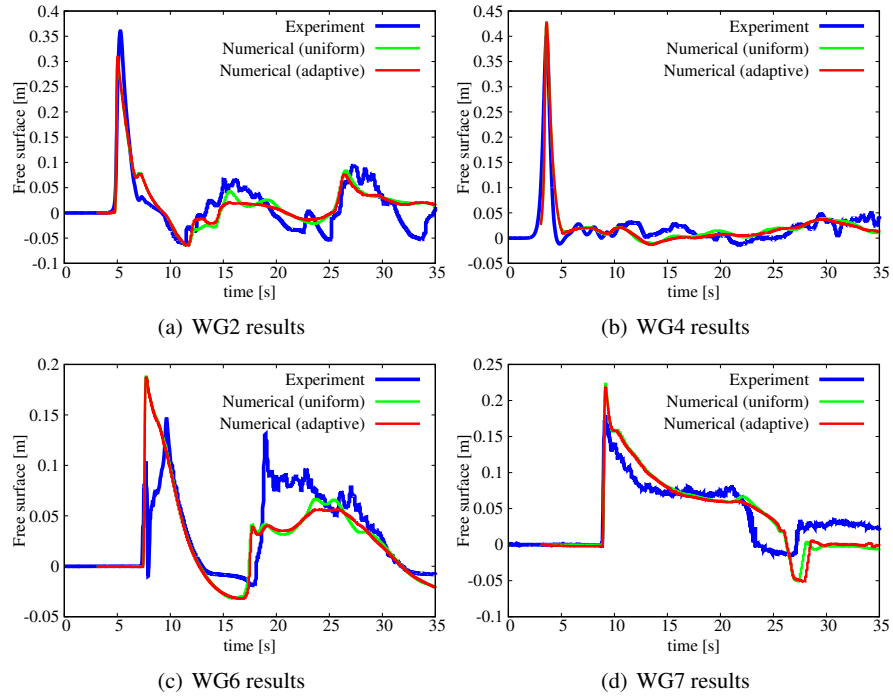 0.4
0.35
0.3
0.25
0.2
0.15
0.1
0.05
0
-0.05
-0.1
Free surface [m]
0 5 10 15 20 25 30 35
time [s]
Experiment
Numerical (uniform)
Numerical (adaptive)
(a) WG2 results
0.45
0.4
0.35
0.3
0.25
0.2
0.15
0.1
0.05
0
-0.05
Free surface [m]
0 5 10 15 20 25 30 35
time [s]
Experiment
Numerical (uniform)
Numerical (adaptive)
(b) WG4 results
0.2
0.15
0.1
0.05
0
-0.05
Free surface [m]
0 5 10 15 20 25 30 35
time [s]
Experiment
Numerical (uniform)
Numerical (adaptive)
(c) WG6 results
0.25
0.2
0.15
0.1
0.05
0
-0.05
-0.1
Free surface [m]
0 5 10 15 20 25 30 35
time [s]
Experiment
Numerical (uniform)
Numerical (adaptive)
(d) WG7 results